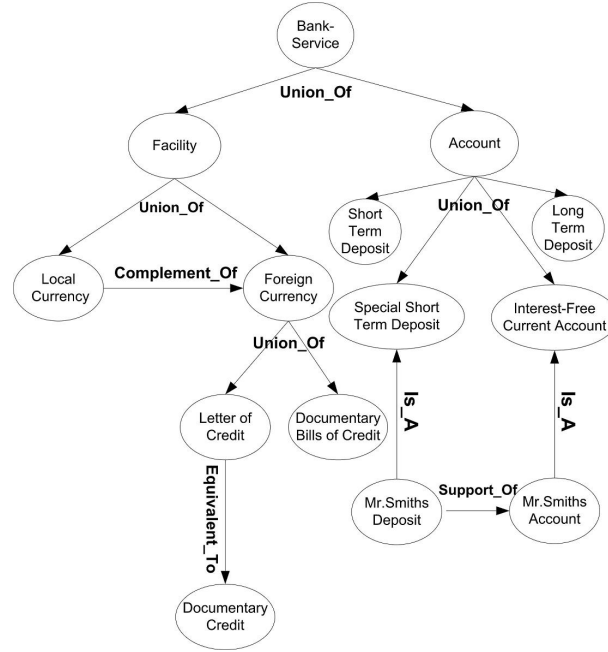 Bank-
Service
Union_Of
Facility
Account
Union_Of
Short
Term
Deposit
Union_Of
Long
Term
Deposit
Local
Currency
Complement_Of
Foreign
Currency
Special Short
Term Deposit
Interest-Free
Current Account
Union_Of
Is_A
Is_A
Letter of
Credit
Documentary
Bills of Credit
Equivalent_To
Mr.Smiths
Deposit
Support_Of
Mr.Smiths
Account
Documentary
Credit